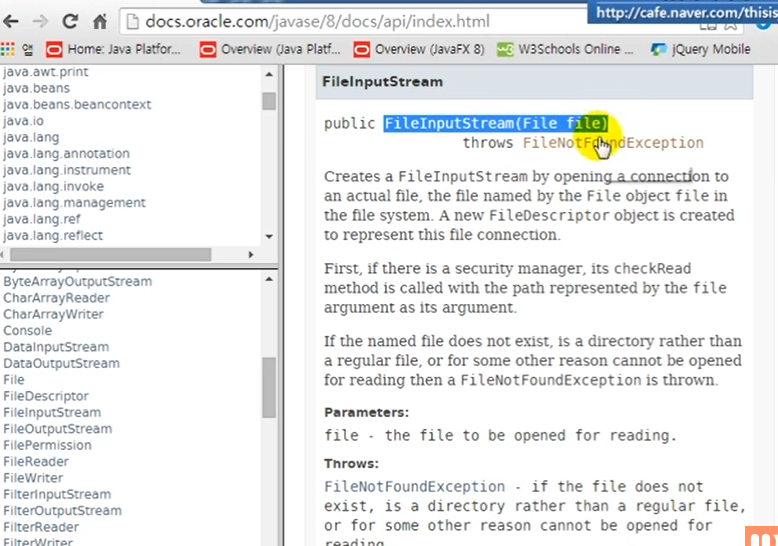 http://cafe.naver.com/thisis
docs.oracle.com/javase/8/docs/api/index.html
앱 Home: Java Platfor... Overview (Java Platf... Overview (JavaFX 8) W3Schools Online ... jQuery Mobile
java.awt.print
java.beans
java.beans.beancontext
java.io
java.lang
java.lang.annotation
java.lang.instrument
java.lang.invoke
java.lang.management
java.lang.ref
java.lang.reflect
ByteArrayOutputStream
CharArrayReader
CharArrayWriter
Console
DataInputStream
DataOutputStream
File
FileDescriptor
FileInputStream
FileOutputStream
FilePermission
FileReader
FileWriter
FilterInputStream
FilterOutputStream
FilterReader
FilterWriter
FileInputStream
public FileInputStream(File file)
throws FileNotFoundException
Creates a FileInputStream by opening a connection to
an actual file, the file named by the File object file in
the file system. A new FileDescriptor object is created
to represent this file connection.
First, if there is a security manager, its checkRead
method is called with the path represented by the file
argument as its argument.
If the named file does not exist, is a directory rather than
a regular file, or for some other reason cannot be opened
for reading then a FileNotFoundException is thrown.
Parameters:
file - the file to be opened for reading.
Throws:
FileNotFoundException - if the file does not
exist, is a directory rather than a regular file,
or for some other reason cannot be opened for
reading.